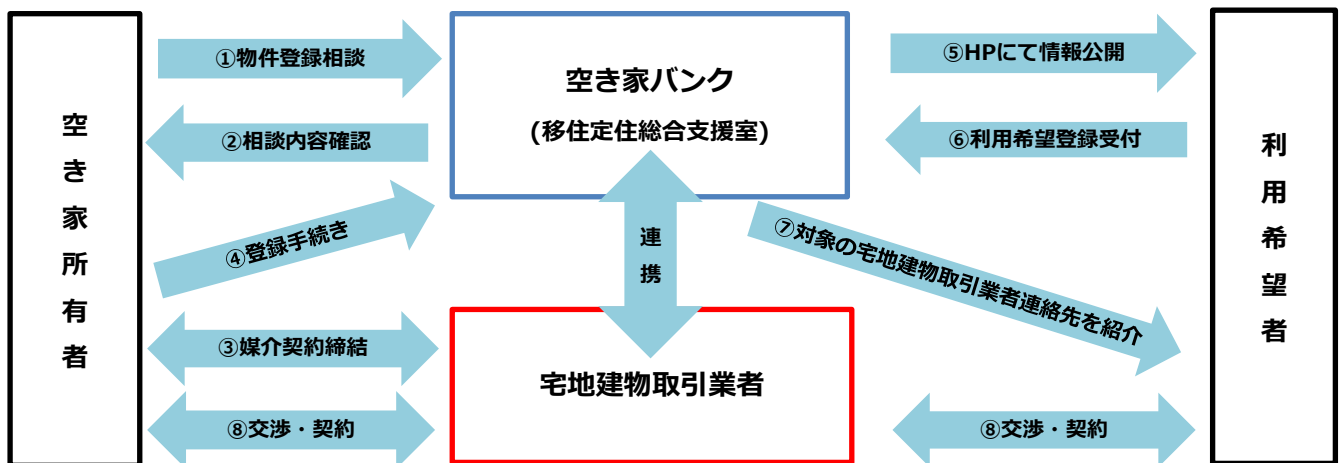 空き家所有者
①物件登録相談
②相談内容確認
④登録手続き
③媒介契約締結
⑧交渉・契約
空き家バンク
(移住定住総合支援室)
連携
宅地建物取引業者
⑤HPにて情報公開
⑥利用希望登録受付
⑦対象の宅地建物取引業者連絡先を紹介
⑧交渉・契約
利用希望者